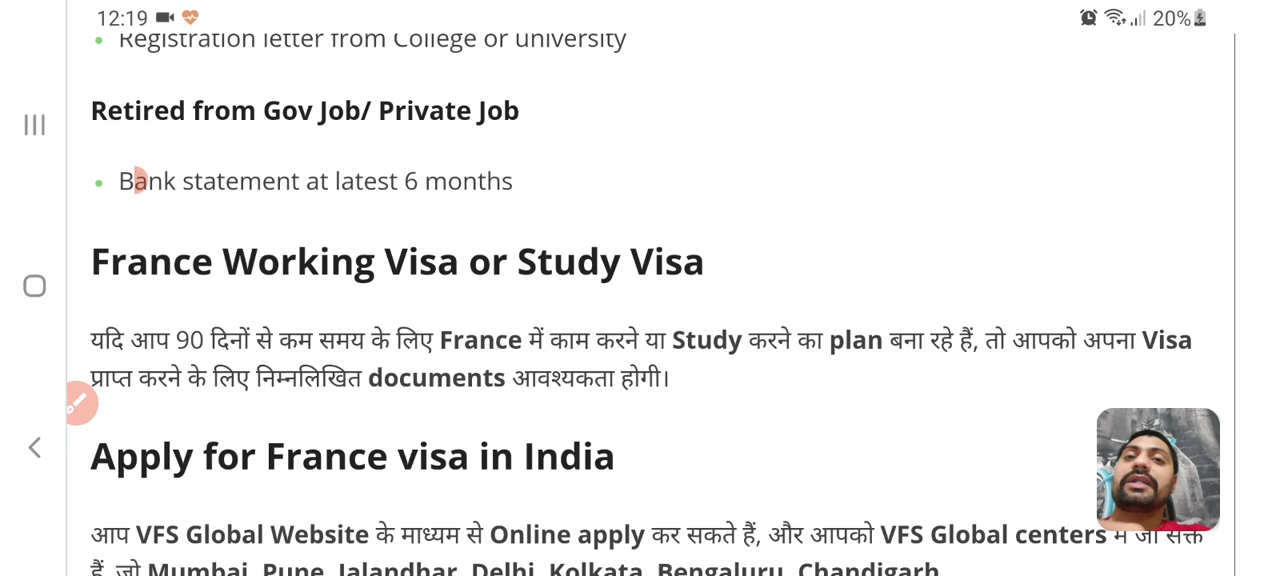 12:19 20%
Registration letter from College or university
Retired from Gov Job/ Private Job
Bank statement at latest 6 months
France Working Visa or Study Visa
यदि आप 90 दिनों से कम समय के लिए France में काम करने या Study करने का plan बना रहे हैं, तो आपको अपना Visa
प्राप्त करने के लिए निम्नलिखित documents आवश्यकता होगी।
Apply for France visa in India
आप VFS Global Website के माध्यम से Online apply कर सकते हैं, और आपको VFS Global centers में जा सकते
हैं, जो Mumbai, Pune, Jalandhar, Delhi, Kolkata, Bengaluru, Chandigarh